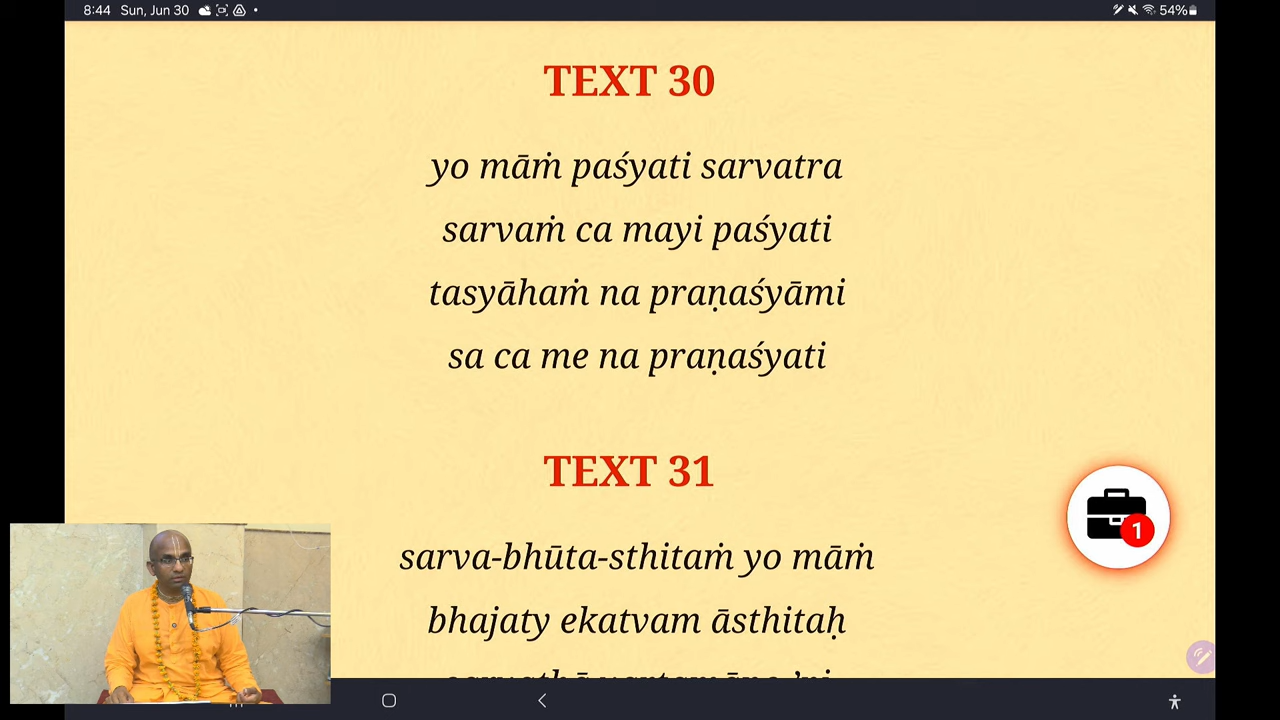 8:44 Sun, Jun 30
54%
TEXT 30
yo māṁ paśyati sarvatra
sarvaṁ ca mayi paśyati
tasyāhaṁ na praṇaśyāmi
sa ca me na praṇaśyati
TEXT 31
sarva-bhūta-sthitaṁ yo māṁ
bhajaty ekatvam āsthitaḥ
1